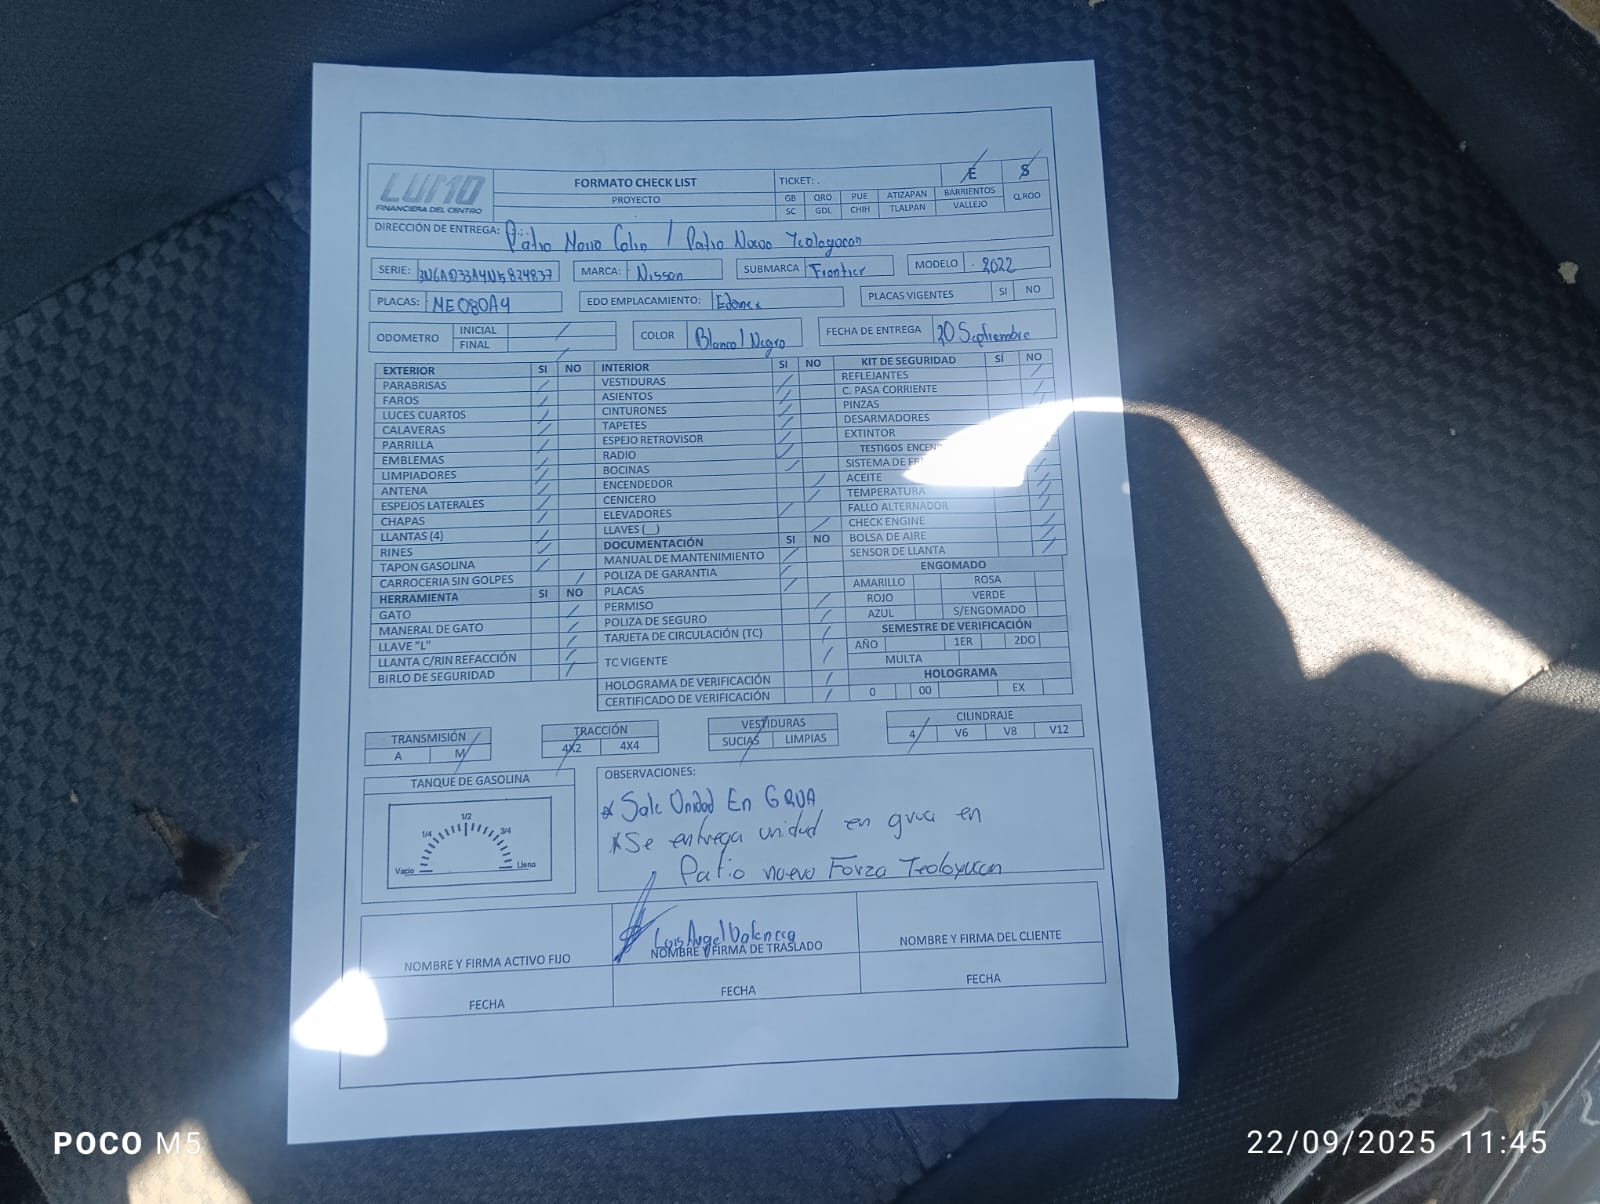 LUMO
FINANCIERA DEL CENTRO
FORMATO CHECK LIST
PROYECTO
TICKET: . E S
GB QRO PUE ATIZAPAN BARRIENTOS Q.ROO
SC GDL CHIH TLALPAN VALLEJO
DIRECCIÓN DE ENTREGA: Patio Navo Colin / Patio Nuevo Teoloyocan
SERIE: 3N6AD33A4NK824837 MARCA: Nissan SUBMARCA Frontier MODELO 2022
PLACAS: NE080A4 EDO EMPLACAMIENTO: Edomex PLACAS VIGENTES SI NO
ODOMETRO INICIAL
FINAL
COLOR Blanco/Negro FECHA DE ENTREGA 20 Septiembre
EXTERIOR SI NO
PARABRISAS
FAROS
LUCES CUARTOS
CALAVERAS
PARRILLA
EMBLEMAS
LIMPIADORES
ANTENA
ESPEJOS LATERALES
CHAPAS
LLANTAS (4)
RINES
TAPON GASOLINA
CARROCERIA SIN GOLPES
HERRAMIENTA SI NO
GATO
MANERAL DE GATO
LLAVE "L"
LLANTA C/RIN REFACCIÓN
BIRLO DE SEGURIDAD
INTERIOR SI NO
VESTIDURAS
ASIENTOS
CINTURONES
TAPETES
ESPEJO RETROVISOR
RADIO
BOCINAS
ENCENDEDOR
CENICERO
ELEVADORES
LLAVES (__)
DOCUMENTACIÓN SI NO
MANUAL DE MANTENIMIENTO
POLIZA DE GARANTIA
PLACAS
PERMISO
POLIZA DE SEGURO
TARJETA DE CIRCULACIÓN (TC)
TC VIGENTE
HOLOGRAMA DE VERIFICACIÓN
CERTIFICADO DE VERIFICACIÓN
KIT DE SEGURIDAD SÍ NO
REFLEJANTES
C. PASA CORRIENTE
PINZAS
DESARMADORES
EXTINTOR
TESTIGOS
SISTEMA DE
ACEITE
TEMPERATURA
FALLO ALTERNADOR
CHECK ENGINE
BOLSA DE AIRE
SENSOR DE LLANTA
ENGOMADO
AMARILLO ROSA
ROJO VERDE
AZUL S/ENGOMADO
SEMESTRE DE VERIFICACIÓN
AÑO 1ER 2DO
MULTA
HOLOGRAMA
0 00 EX
TRANSMISIÓN
A M
TRACCIÓN
4X2 4X4
VESTIDURAS
SUCIAS LIMPIAS
CILINDRAJE
4 V6 V8 V12
TANQUE DE GASOLINA
Vacio 1/4 1/2 3/4 Lleno
OBSERVACIONES:
* Sale Unidad En GRUA
* Se entrega unidad en grua en
Patio nuevo Forza Teoloyucan
Luis Angel Valencia
NOMBRE Y FIRMA ACTIVO FIJO NOMBRE Y FIRMA DE TRASLADO NOMBRE Y FIRMA DEL CLIENTE
FECHA FECHA FECHA
POCO M5
22/09/2025 11:45